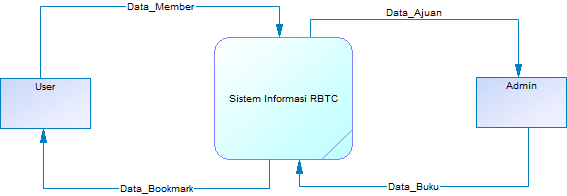 Data_Member
Data_Ajuan
User
Sistem Informasi RBTC
Admin
Data_Bookmark
Data_Buku